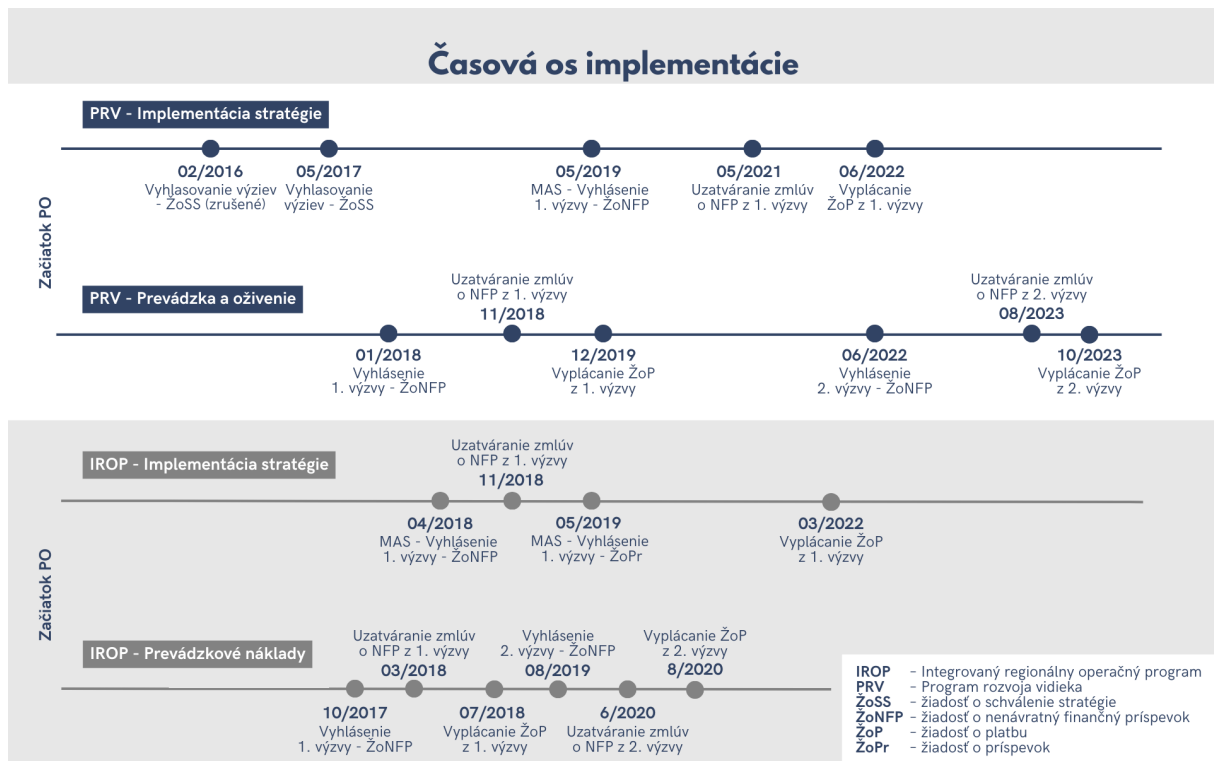 Časová os implementácie
Začiatok PO
PRV - Implementácia stratégie
02/2016
Vyhlasovanie výziev
- ŽoSS (zrušené)
05/2017
Vyhlasovanie
výziev - ŽoSS
05/2019
MAS - Vyhlásenie
1. výzvy - ŽoNFP
05/2021
Uzatváranie zmlúv
o NFP z 1. výzvy
06/2022
Vyplácanie
ŽoP z 1. výzvy
PRV - Prevádzka a oživenie
01/2018
Vyhlásenie
1. výzvy - ŽoNFP
Uzatváranie zmlúv
o NFP z 1. výzvy
11/2018
12/2019
Vyplácanie ŽoP
z 1. výzvy
06/2022
Vyhlásenie
2. výzvy - ŽoNFP
Uzatváranie zmlúv
o NFP z 2. výzvy
08/2023
10/2023
Vyplácanie ŽoP
z 2. výzvy
Začiatok PO
IROP - Implementácia stratégie
04/2018
MAS - Vyhlásenie
1. výzvy - ŽoNFP
Uzatváranie zmlúv
o NFP z 1. výzvy
11/2018
05/2019
MAS - Vyhlásenie
1. výzvy - ŽoPr
03/2022
Vyplácanie ŽoP
z 1. výzvy
IROP - Prevádzkové náklady
10/2017
Vyhlásenie
1. výzvy - ŽoNFP
Uzatváranie zmlúv
o NFP z 1. výzvy
03/2018
07/2018
Vyplácanie ŽoP
z 1. výzvy
Vyhlásenie
2. výzvy - ŽoNFP
08/2019
6/2020
Uzatváranie zmlúv
o NFP z 2. výzvy
Vyplácanie ŽoP
z 2. výzvy
8/2020
IROP – Integrovaný regionálny operačný program
PRV – Program rozvoja vidieka
ŽoSS – žiadosť o schválenie stratégie
ŽoNFP – žiadosť o nenávratný finančný príspevok
ŽoP – žiadosť o platbu
ŽoPr – žiadosť o príspevok